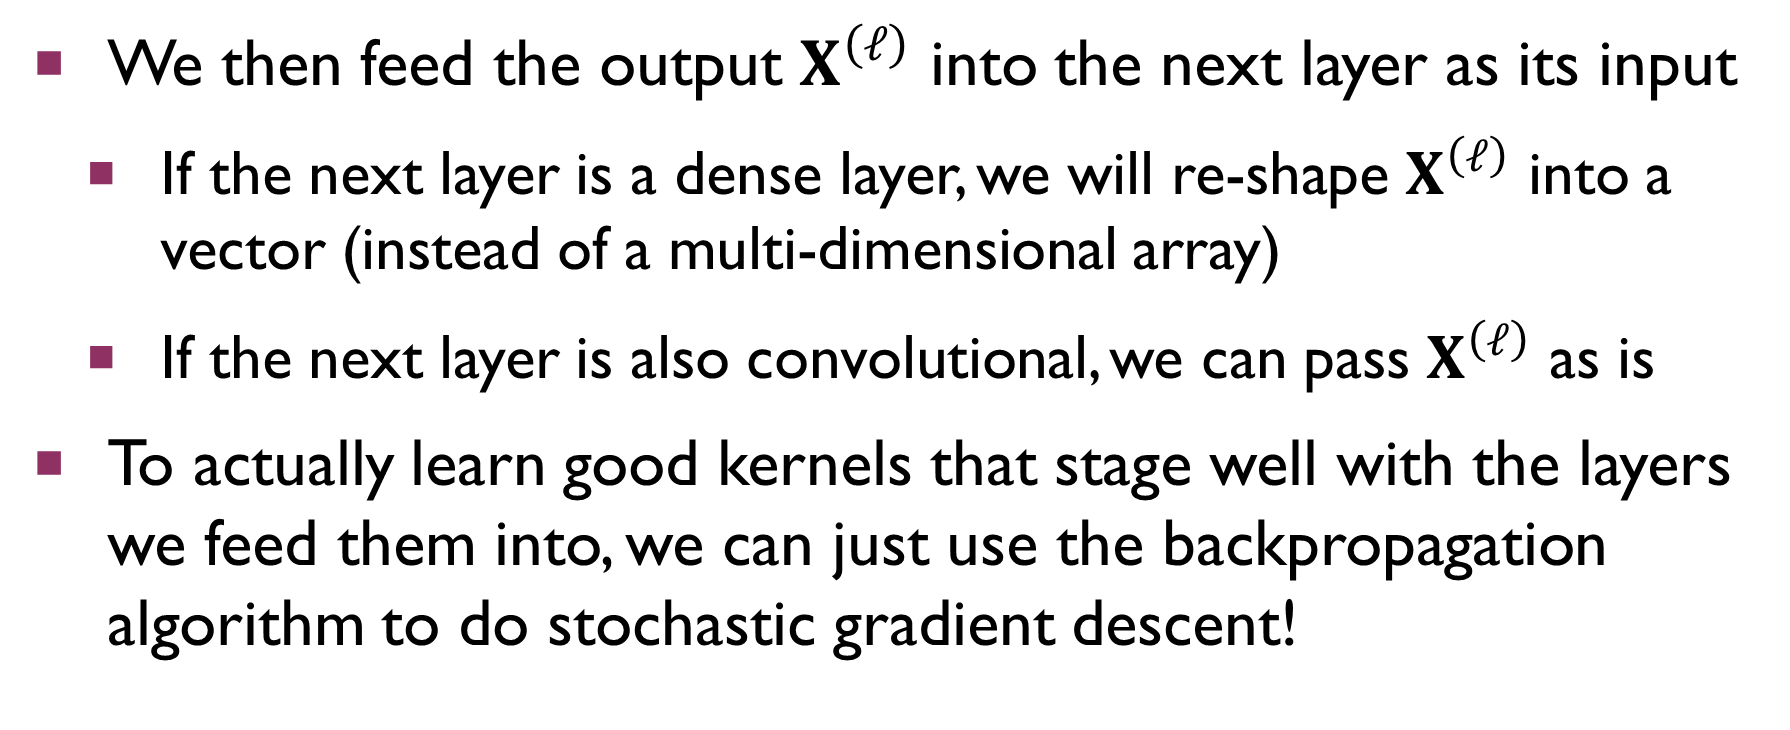 ▪ We then feed the output 𝐗^(ℓ) into the next layer as its input
▪ If the next layer is a dense layer, we will re-shape 𝐗^(ℓ) into a
vector (instead of a multi-dimensional array)
▪ If the next layer is also convolutional, we can pass 𝐗^(ℓ) as is
▪ To actually learn good kernels that stage well with the layers
we feed them into, we can just use the backpropagation
algorithm to do stochastic gradient descent!